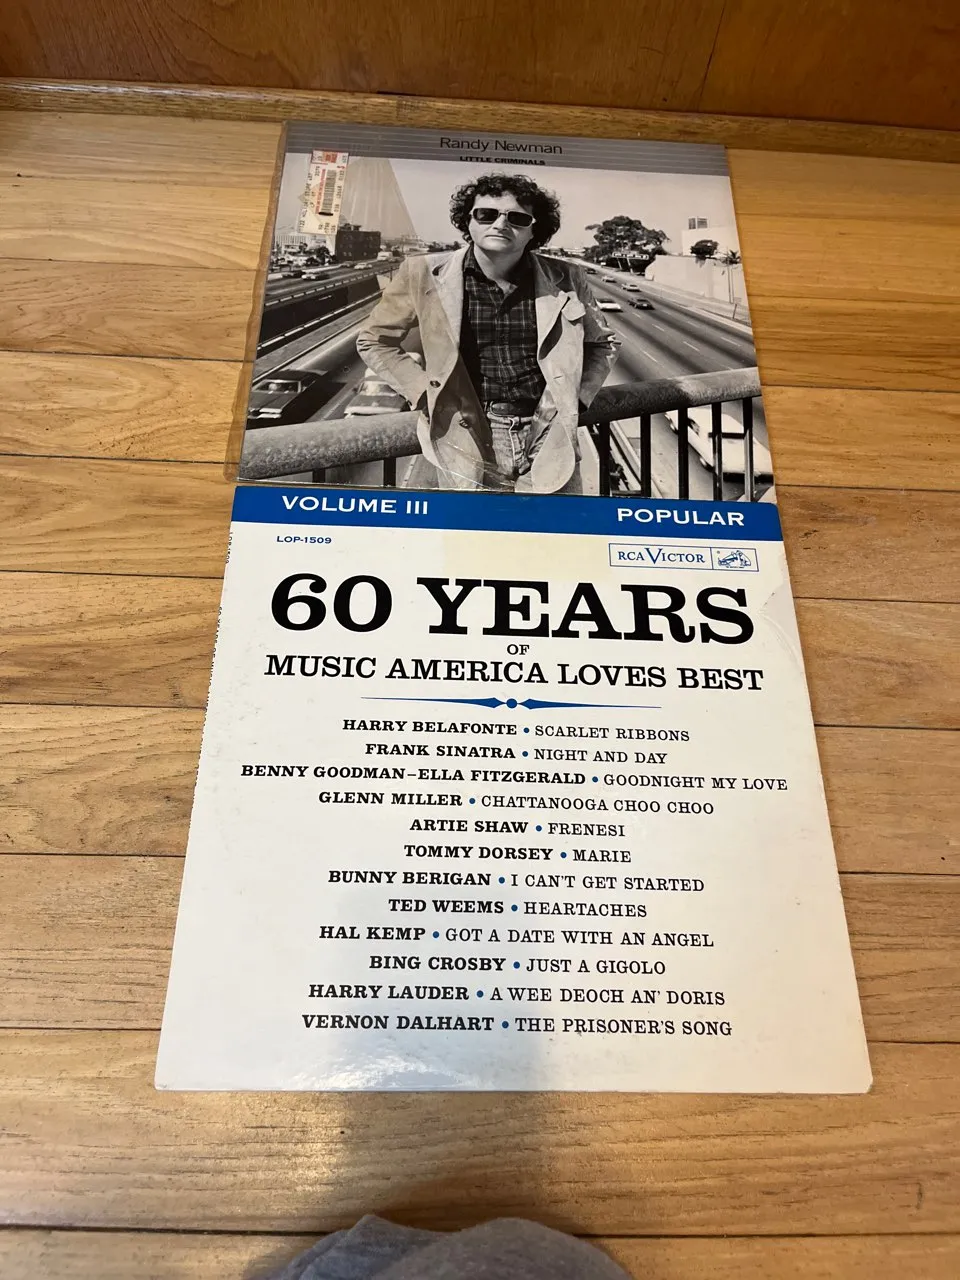 Randy Newman
LITTLE CRIMINALS
VOLUME III
POPULAR
LOP-1509
RCA VICTOR
60 YEARS
OF
MUSIC AMERICA LOVES BEST
HARRY BELAFONTE • SCARLET RIBBONS
FRANK SINATRA • NIGHT AND DAY
BENNY GOODMAN–ELLA FITZGERALD • GOODNIGHT MY LOVE
GLENN MILLER • CHATTANOOGA CHOO CHOO
ARTIE SHAW • FRENESI
TOMMY DORSEY • MARIE
BUNNY BERIGAN • I CAN'T GET STARTED
TED WEEMS • HEARTACHES
HAL KEMP • GOT A DATE WITH AN ANGEL
BING CROSBY • JUST A GIGOLO
HARRY LAUDER • A WEE DEOCH AN' DORIS
VERNON DALHART • THE PRISONER'S SONG